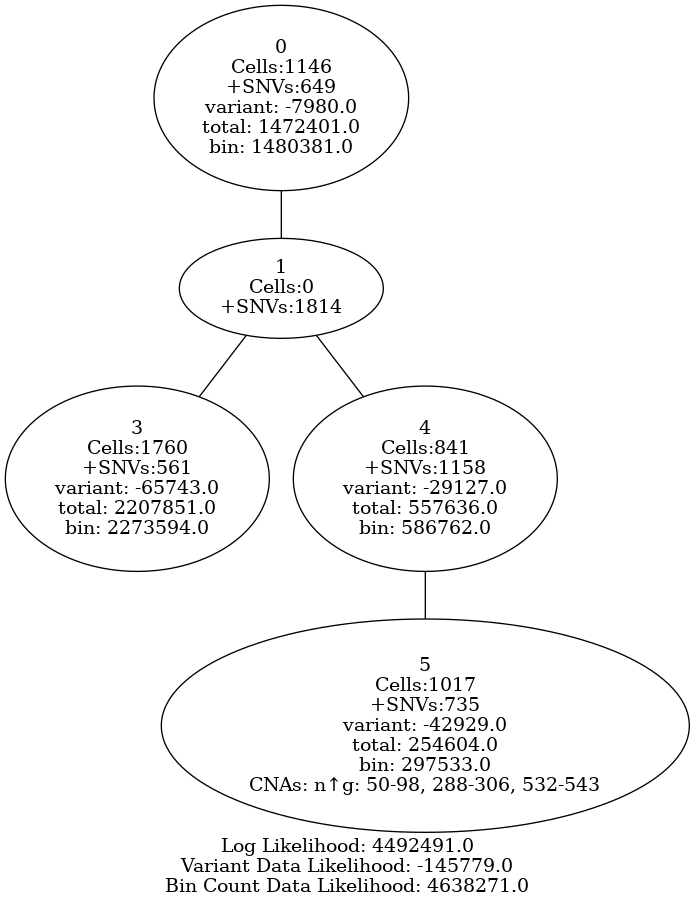 0
Cells:1146
+SNVs:649
variant: -7980.0
total: 1472401.0
bin: 1480381.0
1
Cells:0
+SNVs:1814
3
Cells:1760
+SNVs:561
variant: -65743.0
total: 2207851.0
bin: 2273594.0
4
Cells:841
+SNVs:1158
variant: -29127.0
total: 557636.0
bin: 586762.0
5
Cells:1017
+SNVs:735
variant: -42929.0
total: 254604.0
bin: 297533.0
CNAs: n↑g: 50-98, 288-306, 532-543
Log Likelihood: 4492491.0
Variant Data Likelihood: -145779.0
Bin Count Data Likelihood: 4638271.0